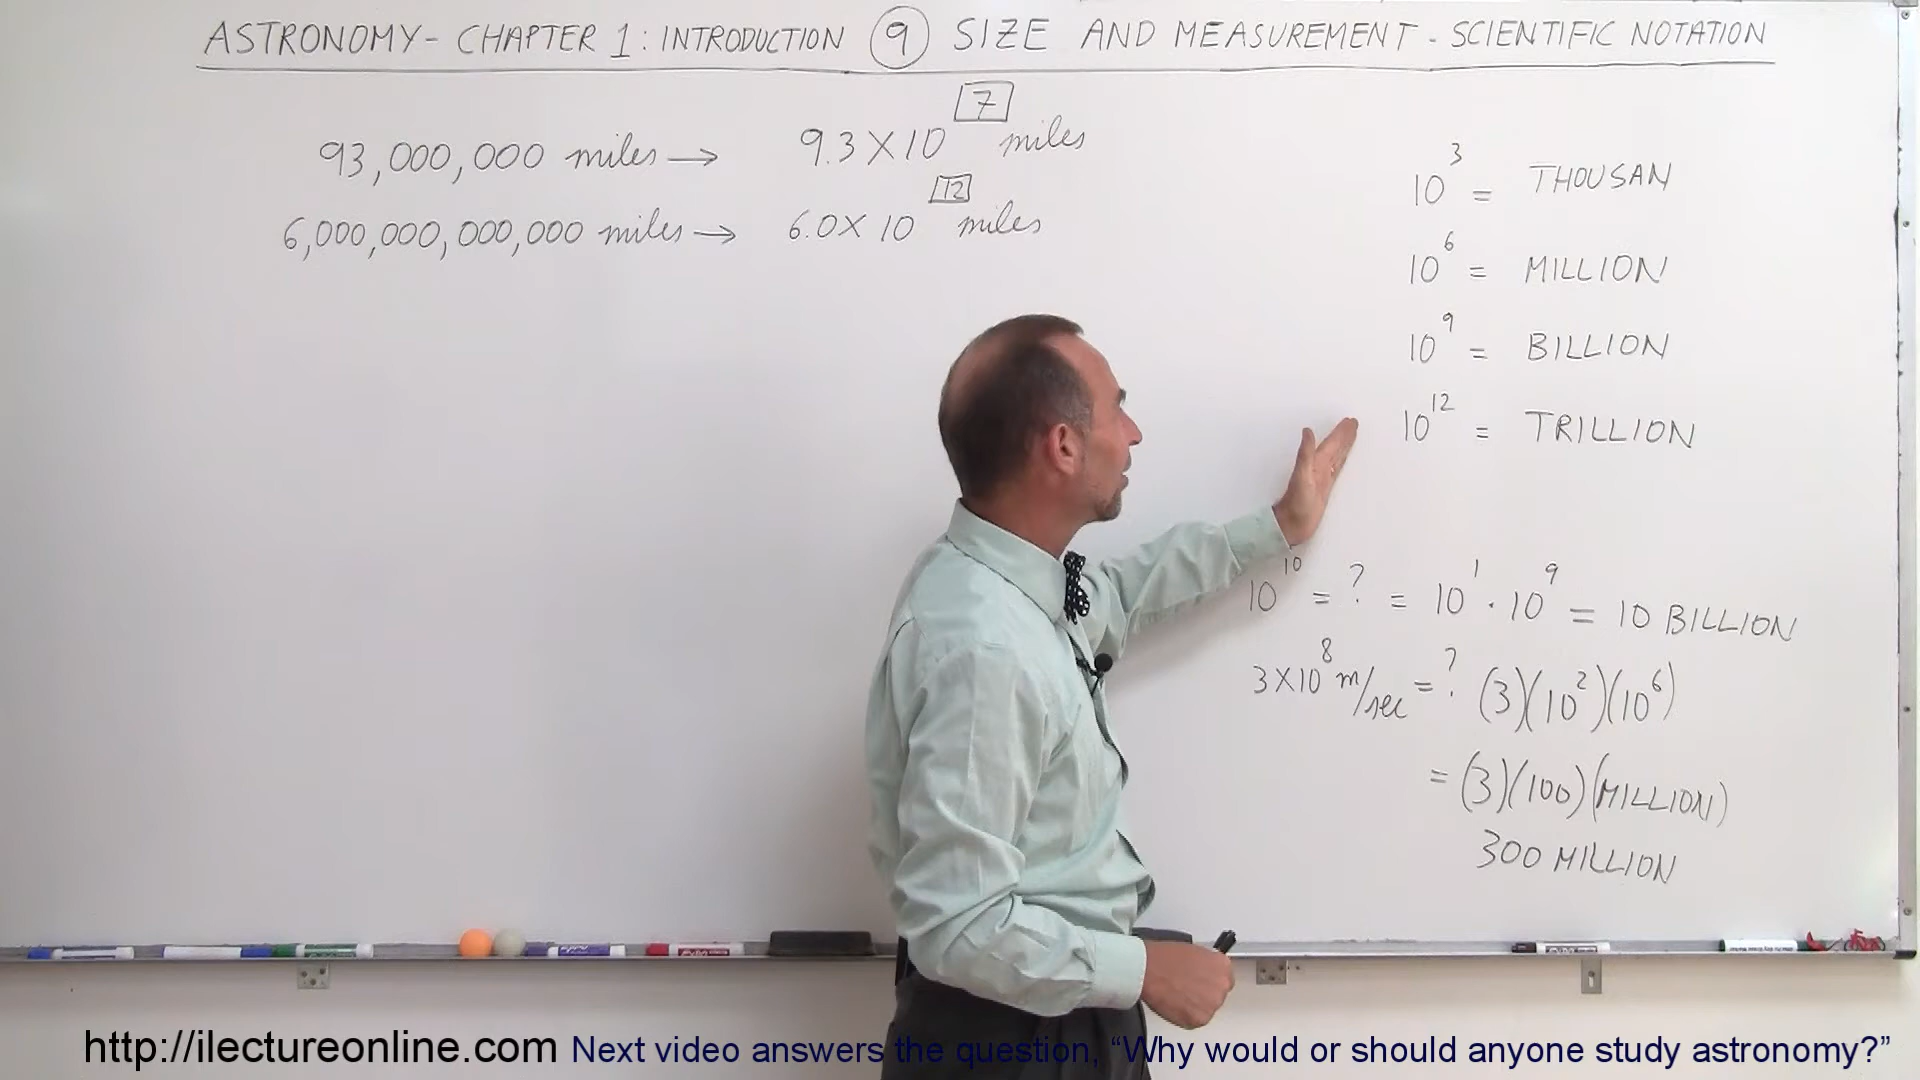 ASTRONOMY - CHAPTER 1: INTRODUCTION 9 SIZE AND MEASUREMENT - SCIENTIFIC NOTATION
93,000,000 miles → 9.3 X 10^7 miles
6,000,000,000,000 miles → 6.0 X 10^12 miles
10^3 = THOUSAN
10^6 = MILLION
10^9 = BILLION
10^12 = TRILLION
10^10 = ? = 10^1 · 10^9 = 10 BILLION
3 X 10^8 m/sec = ? (3)(10^2)(10^6)
= (3)(100)(MILLION)
300 MILLION
http://ilectureonline.com Next video answers the question, “Why would or should anyone study astronomy?”